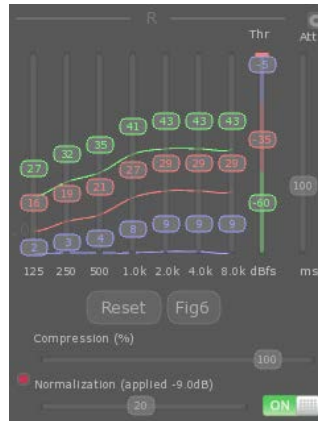 R
Thr
Att
-5
41 43 43 43
35
32
27
-35
27 29 29 29
21
19
16
100
-60
8 9 9 9
4
3
2
125 250 500 1.0k 2.0k 4.0k 8.0k dBfs ms
Reset Fig6
Compression (%)
100
Normalization (applied -9.0dB)
20 ON